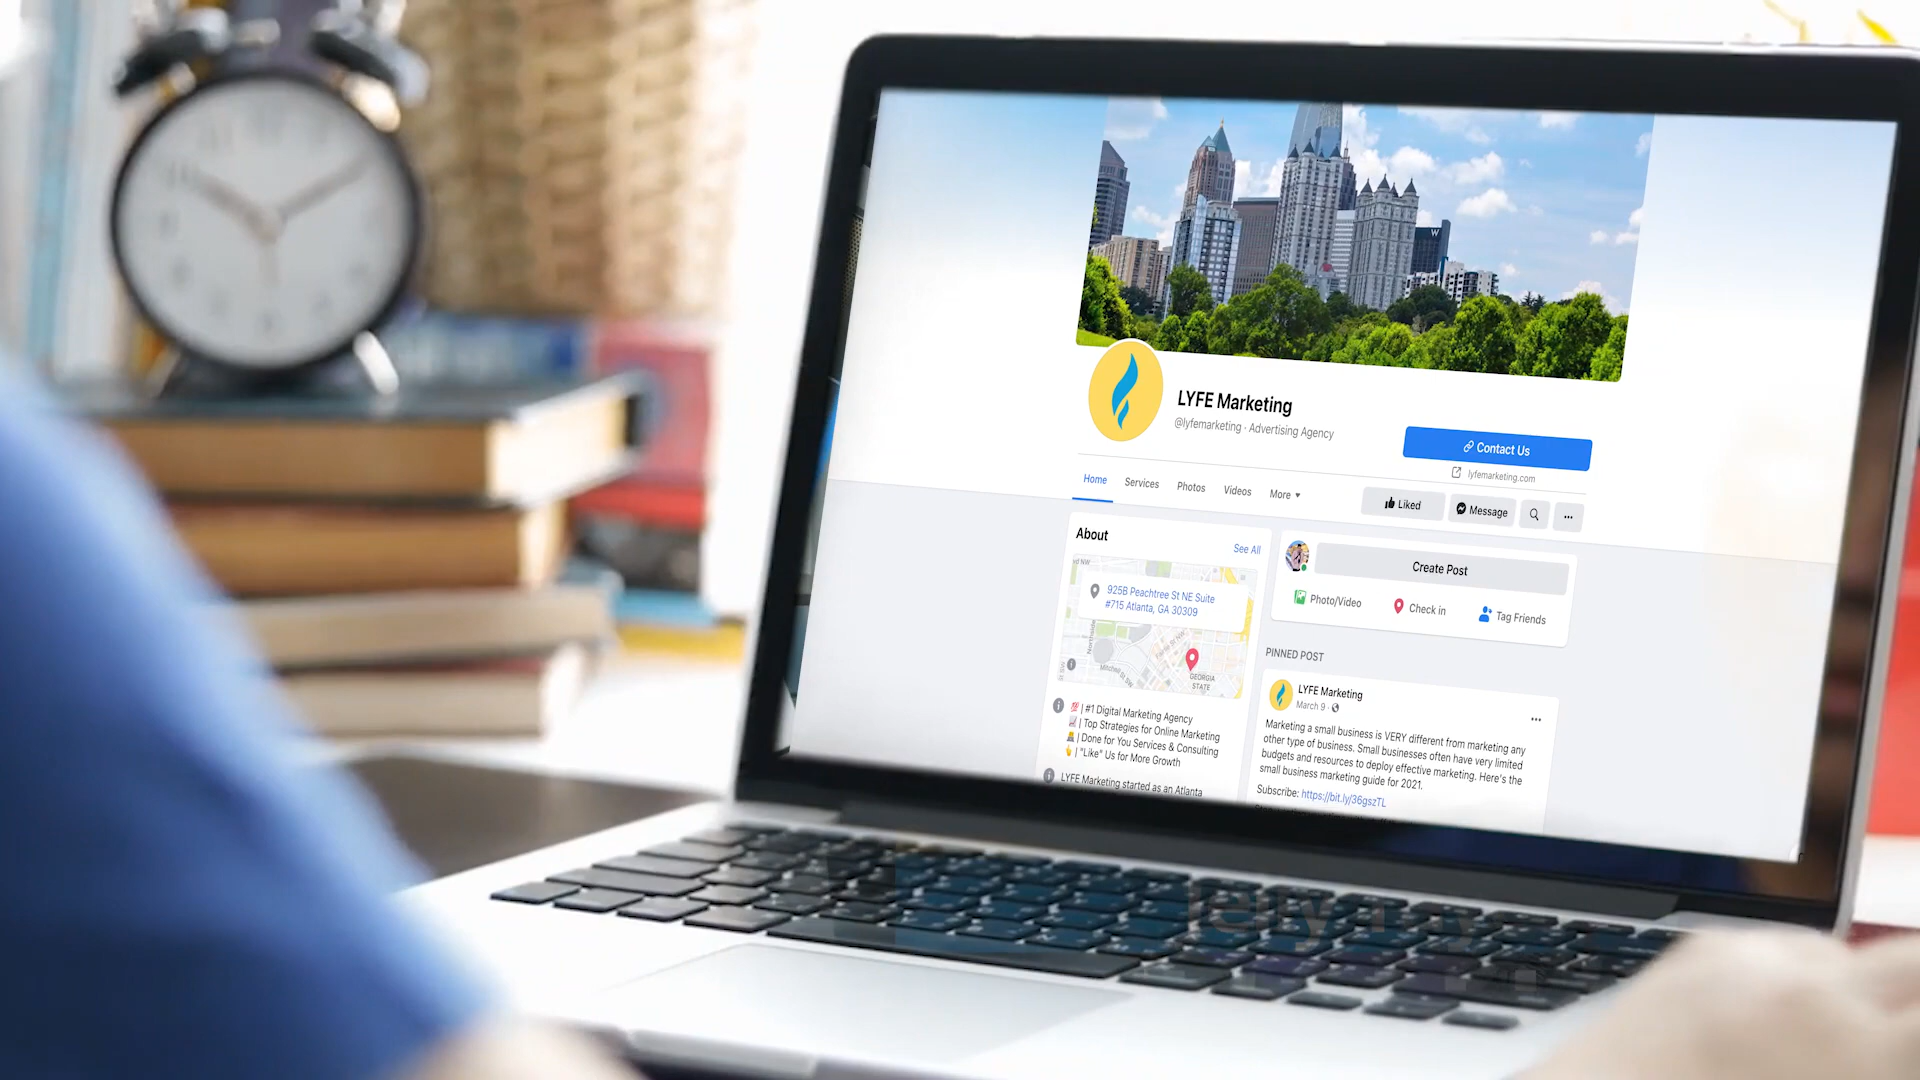 W
LYFE Marketing
@lyfemarketing · Advertising Agency
Contact Us
lyfemarketing.com
Home Services Photos Videos More
Liked Message
About
See All
925B Peachtree St NE Suite
#715 Atlanta, GA 30309
GEORGIA
STATE
💯 | #1 Digital Marketing Agency
📈 | Top Strategies for Online Marketing
👨‍💻 | Done for You Services & Consulting
👆 | "Like" Us for More Growth
LYFE Marketing started as an Atlanta
Create Post
Photo/Video Check in Tag Friends
PINNED POST
LYFE Marketing
March 9 ·
Marketing a small business is VERY different from marketing any
other type of business. Small businesses often have very limited
budgets and resources to deploy effective marketing. Here's the
small business marketing guide for 2021.
Subscribe: https://bit.ly/36gszTL